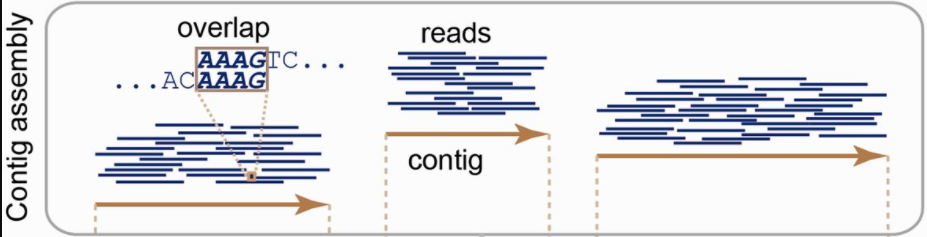 Contig assembly
overlap
AAAGTC...
...ACAAAG
reads
contig